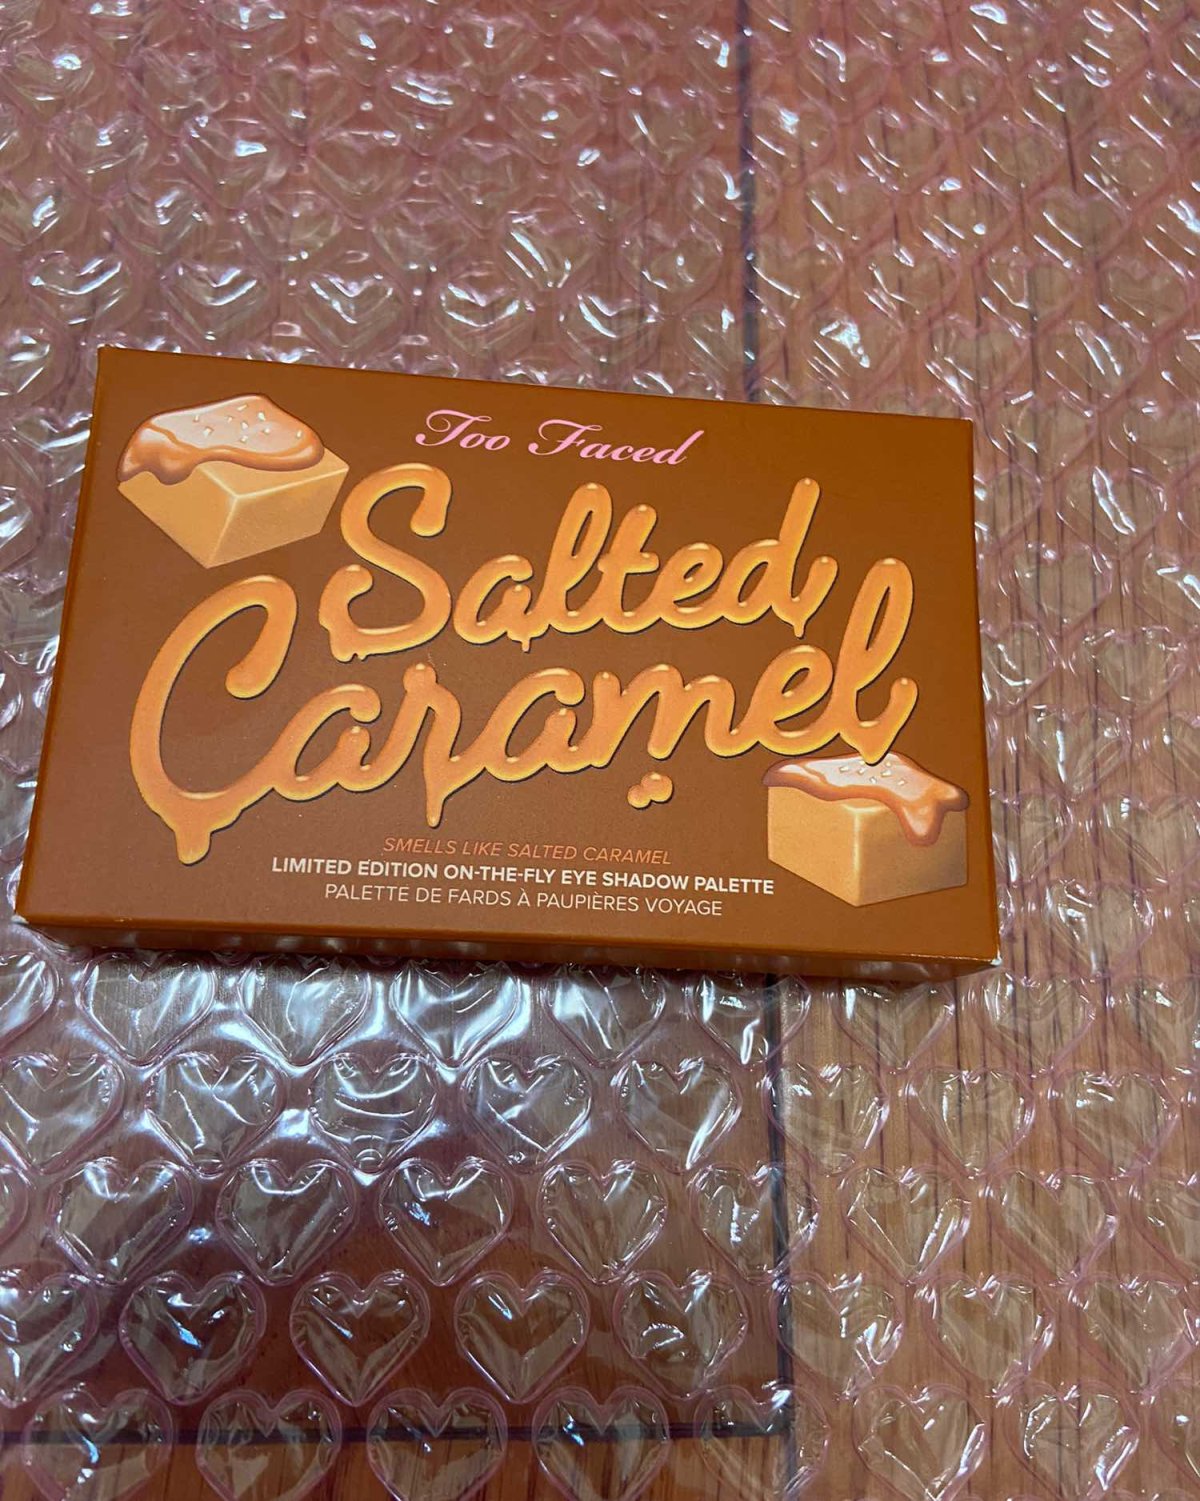 Too Faced
Salted
Caramel
SMELLS LIKE SALTED CARAMEL
LIMITED EDITION ON-THE-FLY EYE SHADOW PALETTE
PALETTE DE FARDS À PAUPIÈRES VOYAGE